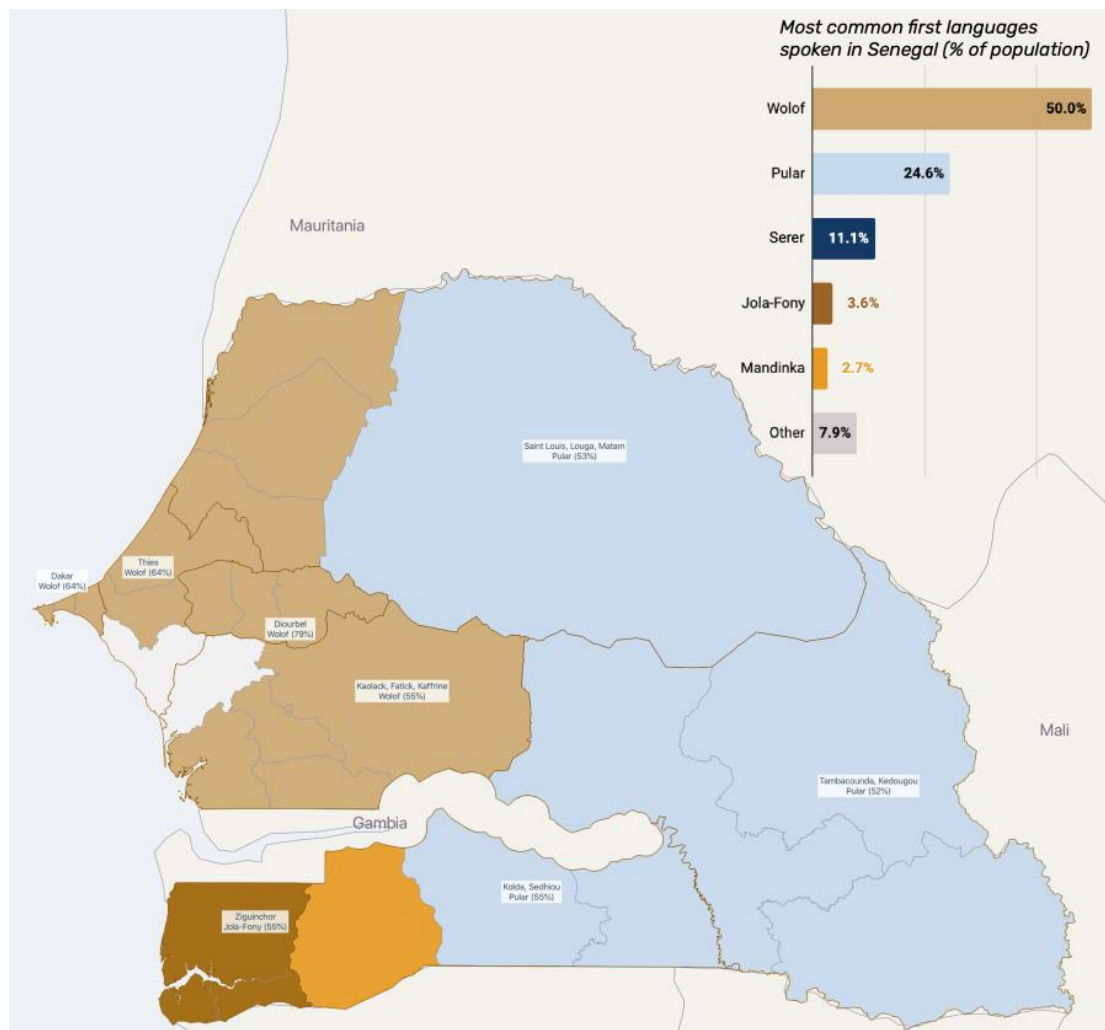 Most common first languages
spoken in Senegal (% of population)
Wolof 50.0%
Pular 24.6%
Serer 11.1%
Jola-Fony 3.6%
Mandinka 2.7%
Other 7.9%
Mauritania
Saint Louis, Louga, Matam
Pular (53%)
Thies
Wolof (64%)
Dakar
Wolof (64%)
Diourbel
Wolof (79%)
Kaolack, Fatick, Kaffrine
Wolof (55%)
Mali
Tambacounda, Kedougou
Pular (52%)
Gambia
Kolda, Sedhiou
Pular (55%)
Ziguinchor
Jola-Fony (55%)